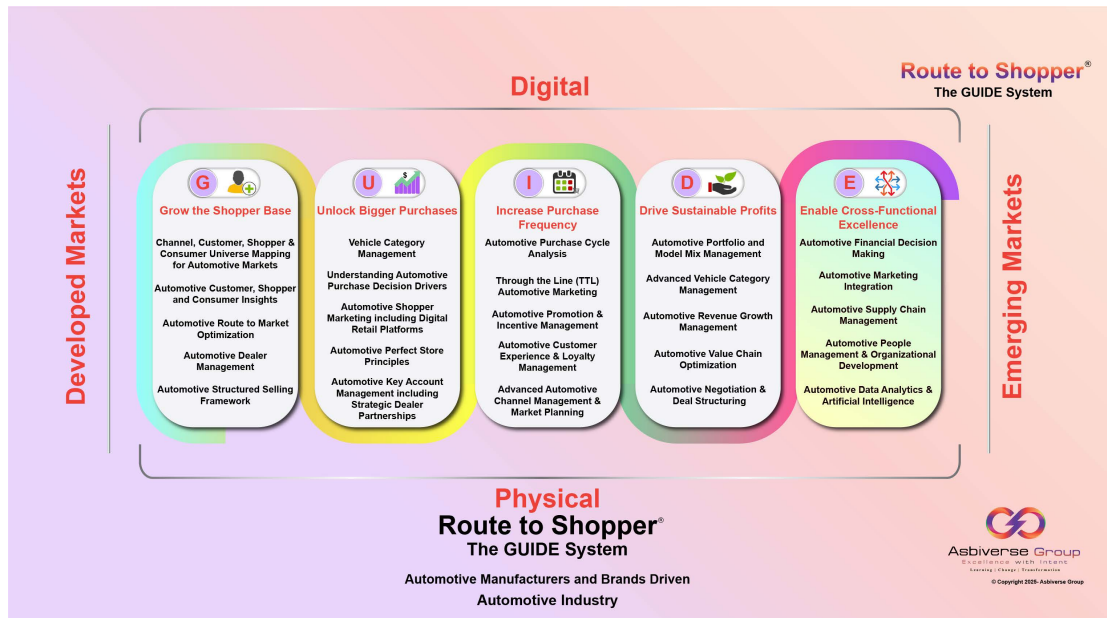 Route to Shopper®
The GUIDE System
Digital
Developed Markets
Emerging Markets
G
Grow the Shopper Base
Channel, Customer, Shopper &
Consumer Universe Mapping
for Automotive Markets
Automotive Customer, Shopper
and Consumer Insights
Automotive Route to Market
Optimization
Automotive Dealer
Management
Automotive Structured Selling
Framework
U
$
Unlock Bigger Purchases
Vehicle Category
Management
Understanding Automotive
Purchase Decision Drivers
Automotive Shopper
Marketing including Digital
Retail Platforms
Automotive Perfect Store
Principles
Automotive Key Account
Management including
Strategic Dealer
Partnerships
I
Increase Purchase
Frequency
Automotive Purchase Cycle
Analysis
Through the Line (TTL)
Automotive Marketing
Automotive Promotion &
Incentive Management
Automotive Customer
Experience & Loyalty
Management
Advanced Automotive
Channel Management &
Market Planning
D
Drive Sustainable Profits
Automotive Portfolio and
Model Mix Management
Advanced Vehicle Category
Management
Automotive Revenue Growth
Management
Automotive Value Chain
Optimization
Automotive Negotiation &
Deal Structuring
E
Enable Cross-Functional
Excellence
Automotive Financial Decision
Making
Automotive Marketing
Integration
Automotive Supply Chain
Management
Automotive People
Management & Organizational
Development
Automotive Data Analytics &
Artificial Intelligence
Physical
Route to Shopper®
The GUIDE System
Automotive Manufacturers and Brands Driven
Automotive Industry
Asbiverse Group
Excellence with Intent
Learning | Change | Transformation
© Copyright 2025- Asbiverse Group